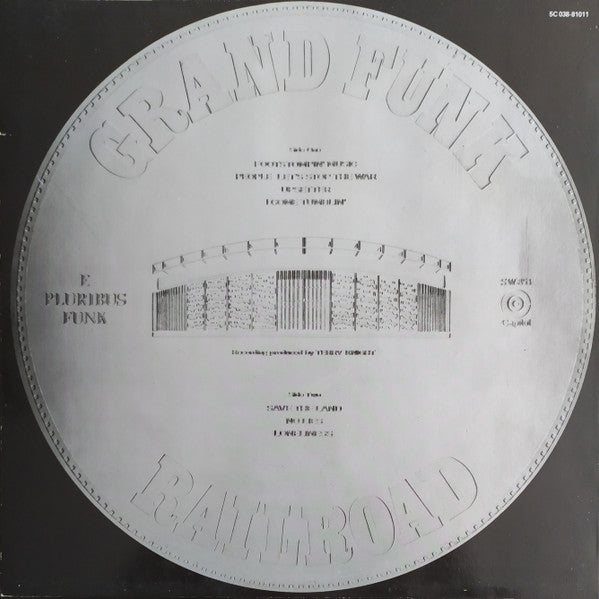 5C 038-81011
GRAND FUNK
Side One
FOOTSTOMPIN' MUSIC
PEOPLE, LET'S STOP THE WAR
UPSETTER
I COME TUMBLIN'
E
PLURIBUS
FUNK
SW 853
Capitol
Recording produced by TERRY KNIGHT
Side Two
SAVE THE LAND
NO LIES
LONELINESS
RAILROAD